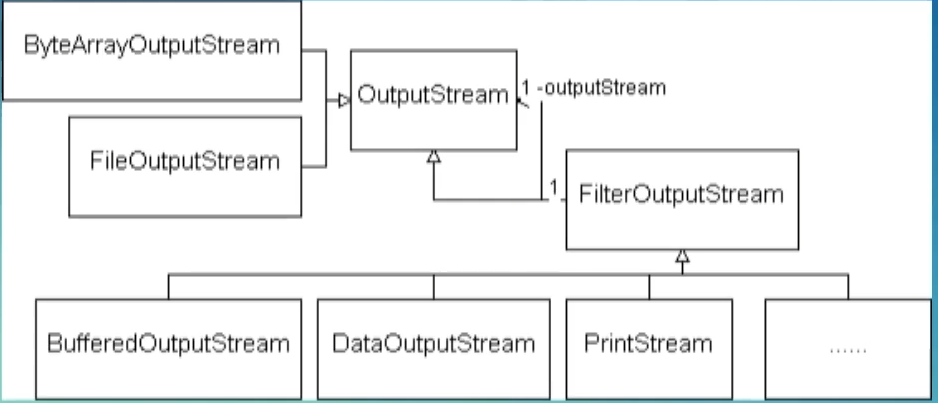 ByteArrayOutputStream
OutputStream
1 -outputStream
FileOutputStream
1
FilterOutputStream
BufferedOutputStream
DataOutputStream
PrintStream
......